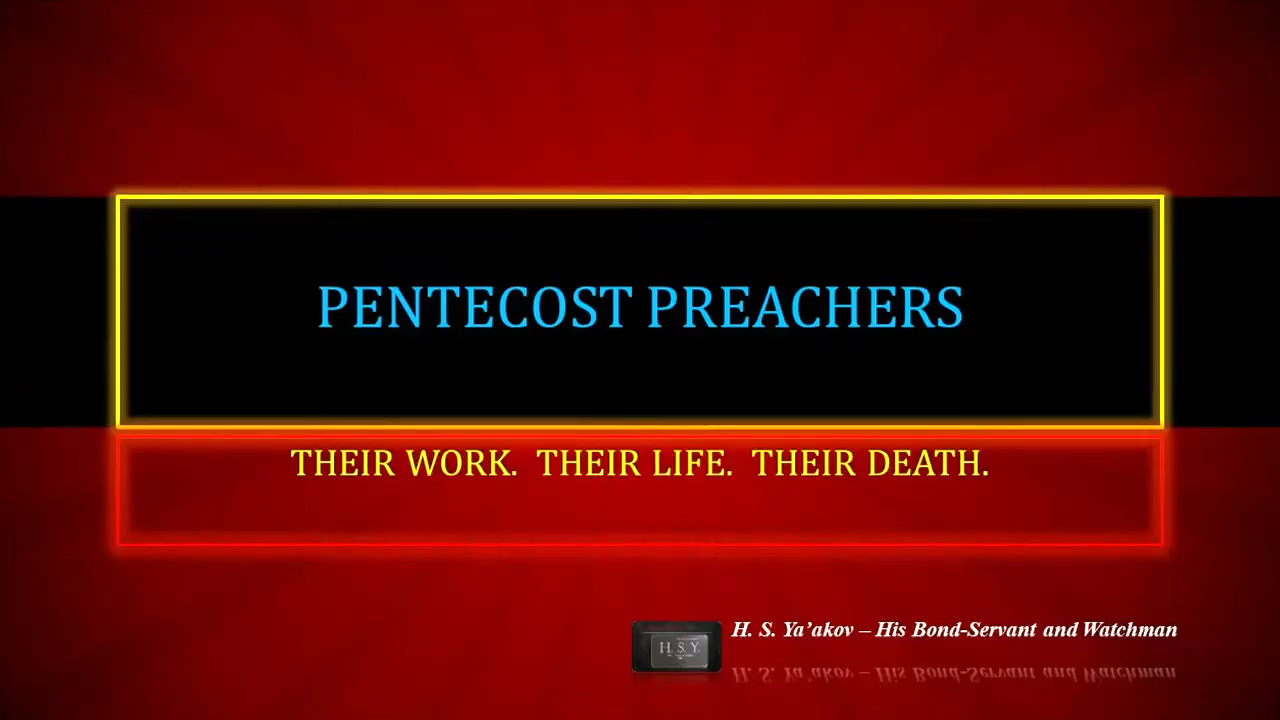 PENTECOST PREACHERS
THEIR WORK.  THEIR LIFE.  THEIR DEATH.
H. S. Ya’akov – His Bond-Servant and Watchman
H. S. Y.